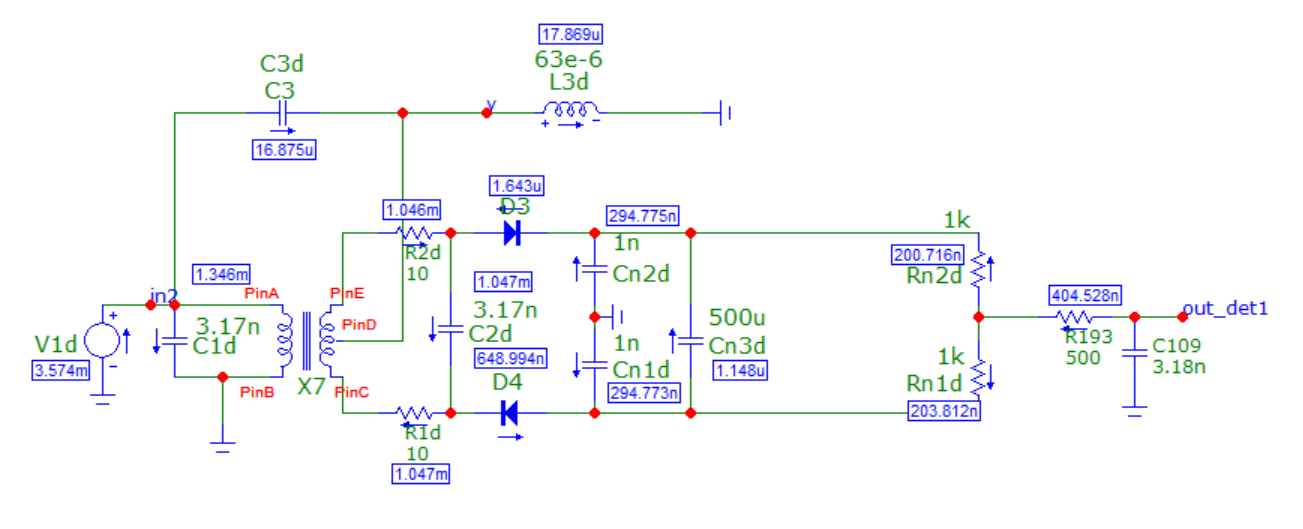 17.869u
63e-6
L3d
C3d
C3
16.875u
y
1.643u
D3
1.046m
R2d
10
294.775n
1n
Cn2d
1k
200.716n
Rn2d
1.346m
in2
PinA
PinE
PinD
1.047m
3.17n
C2d
3.17n
C1d
V1d
3.574m
PinB
X7
PinC
648.994n
D4
1n
Cn1d
294.773n
500u
Cn3d
1.148u
404.528n
out_det1
R193
500
C109
3.18n
1k
Rn1d
203.812n
R1d
10
1.047m